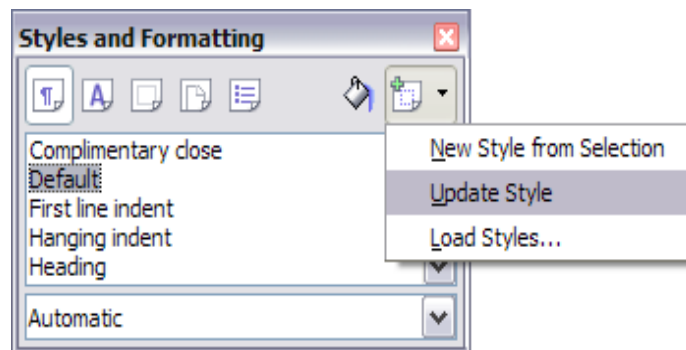 Styles and Formatting
Complimentary close
Default
First line indent
Hanging indent
Heading
Automatic
New Style from Selection
Update Style
Load Styles...